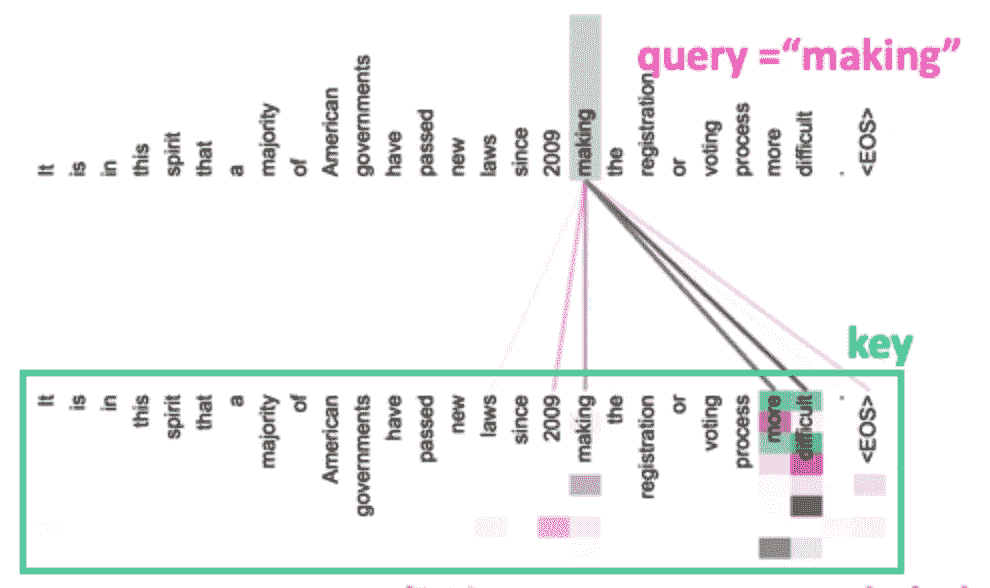 query =“making”
It is in this spirit that a majority of American governments have passed new laws since 2009 making the registration or voting process more difficult . <EOS>
key
It is in this spirit that a majority of American governments have passed new laws since 2009 making the registration or voting process more difficult . <EOS>